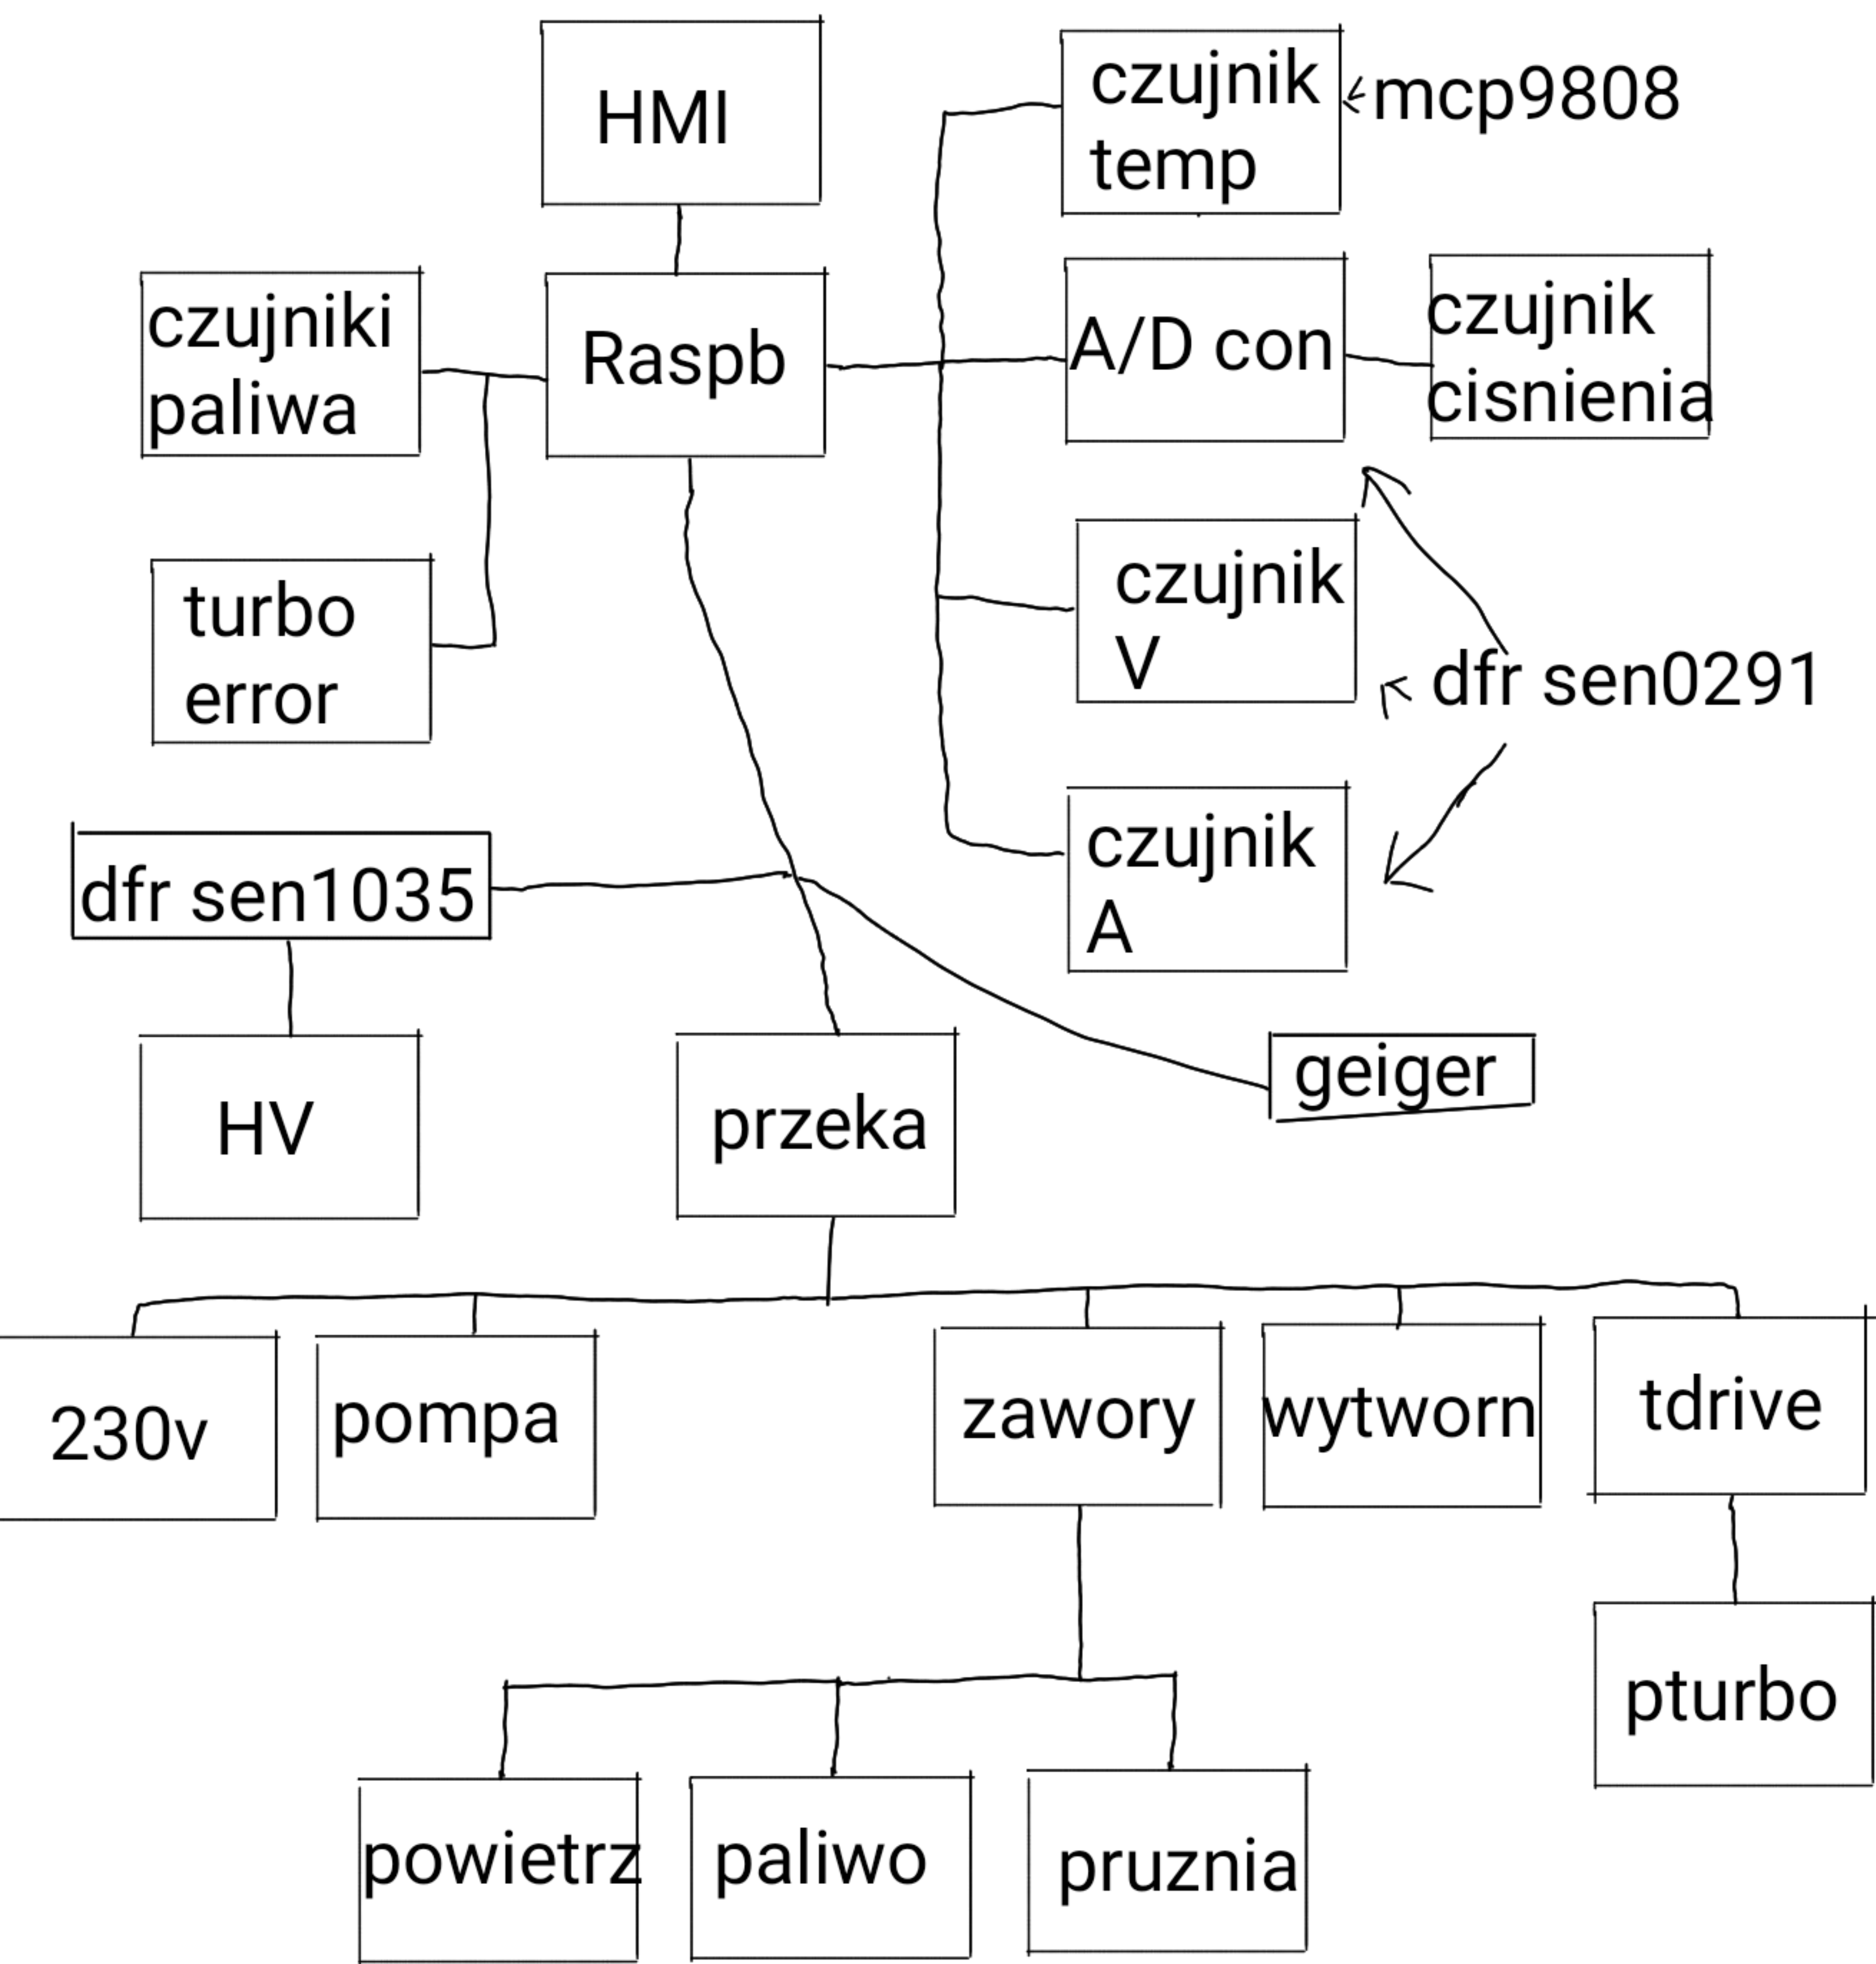 HMI
czujnik
temp
mcp9808
czujniki
paliwa
Raspb
A/D con
czujnik
cisnienia
turbo
error
czujnik
V
dfr sen0291
dfr sen1035
czujnik
A
HV
przeka
geiger
230v
pompa
zawory
wytworn
tdrive
pturbo
powietrz
paliwo
pruznia